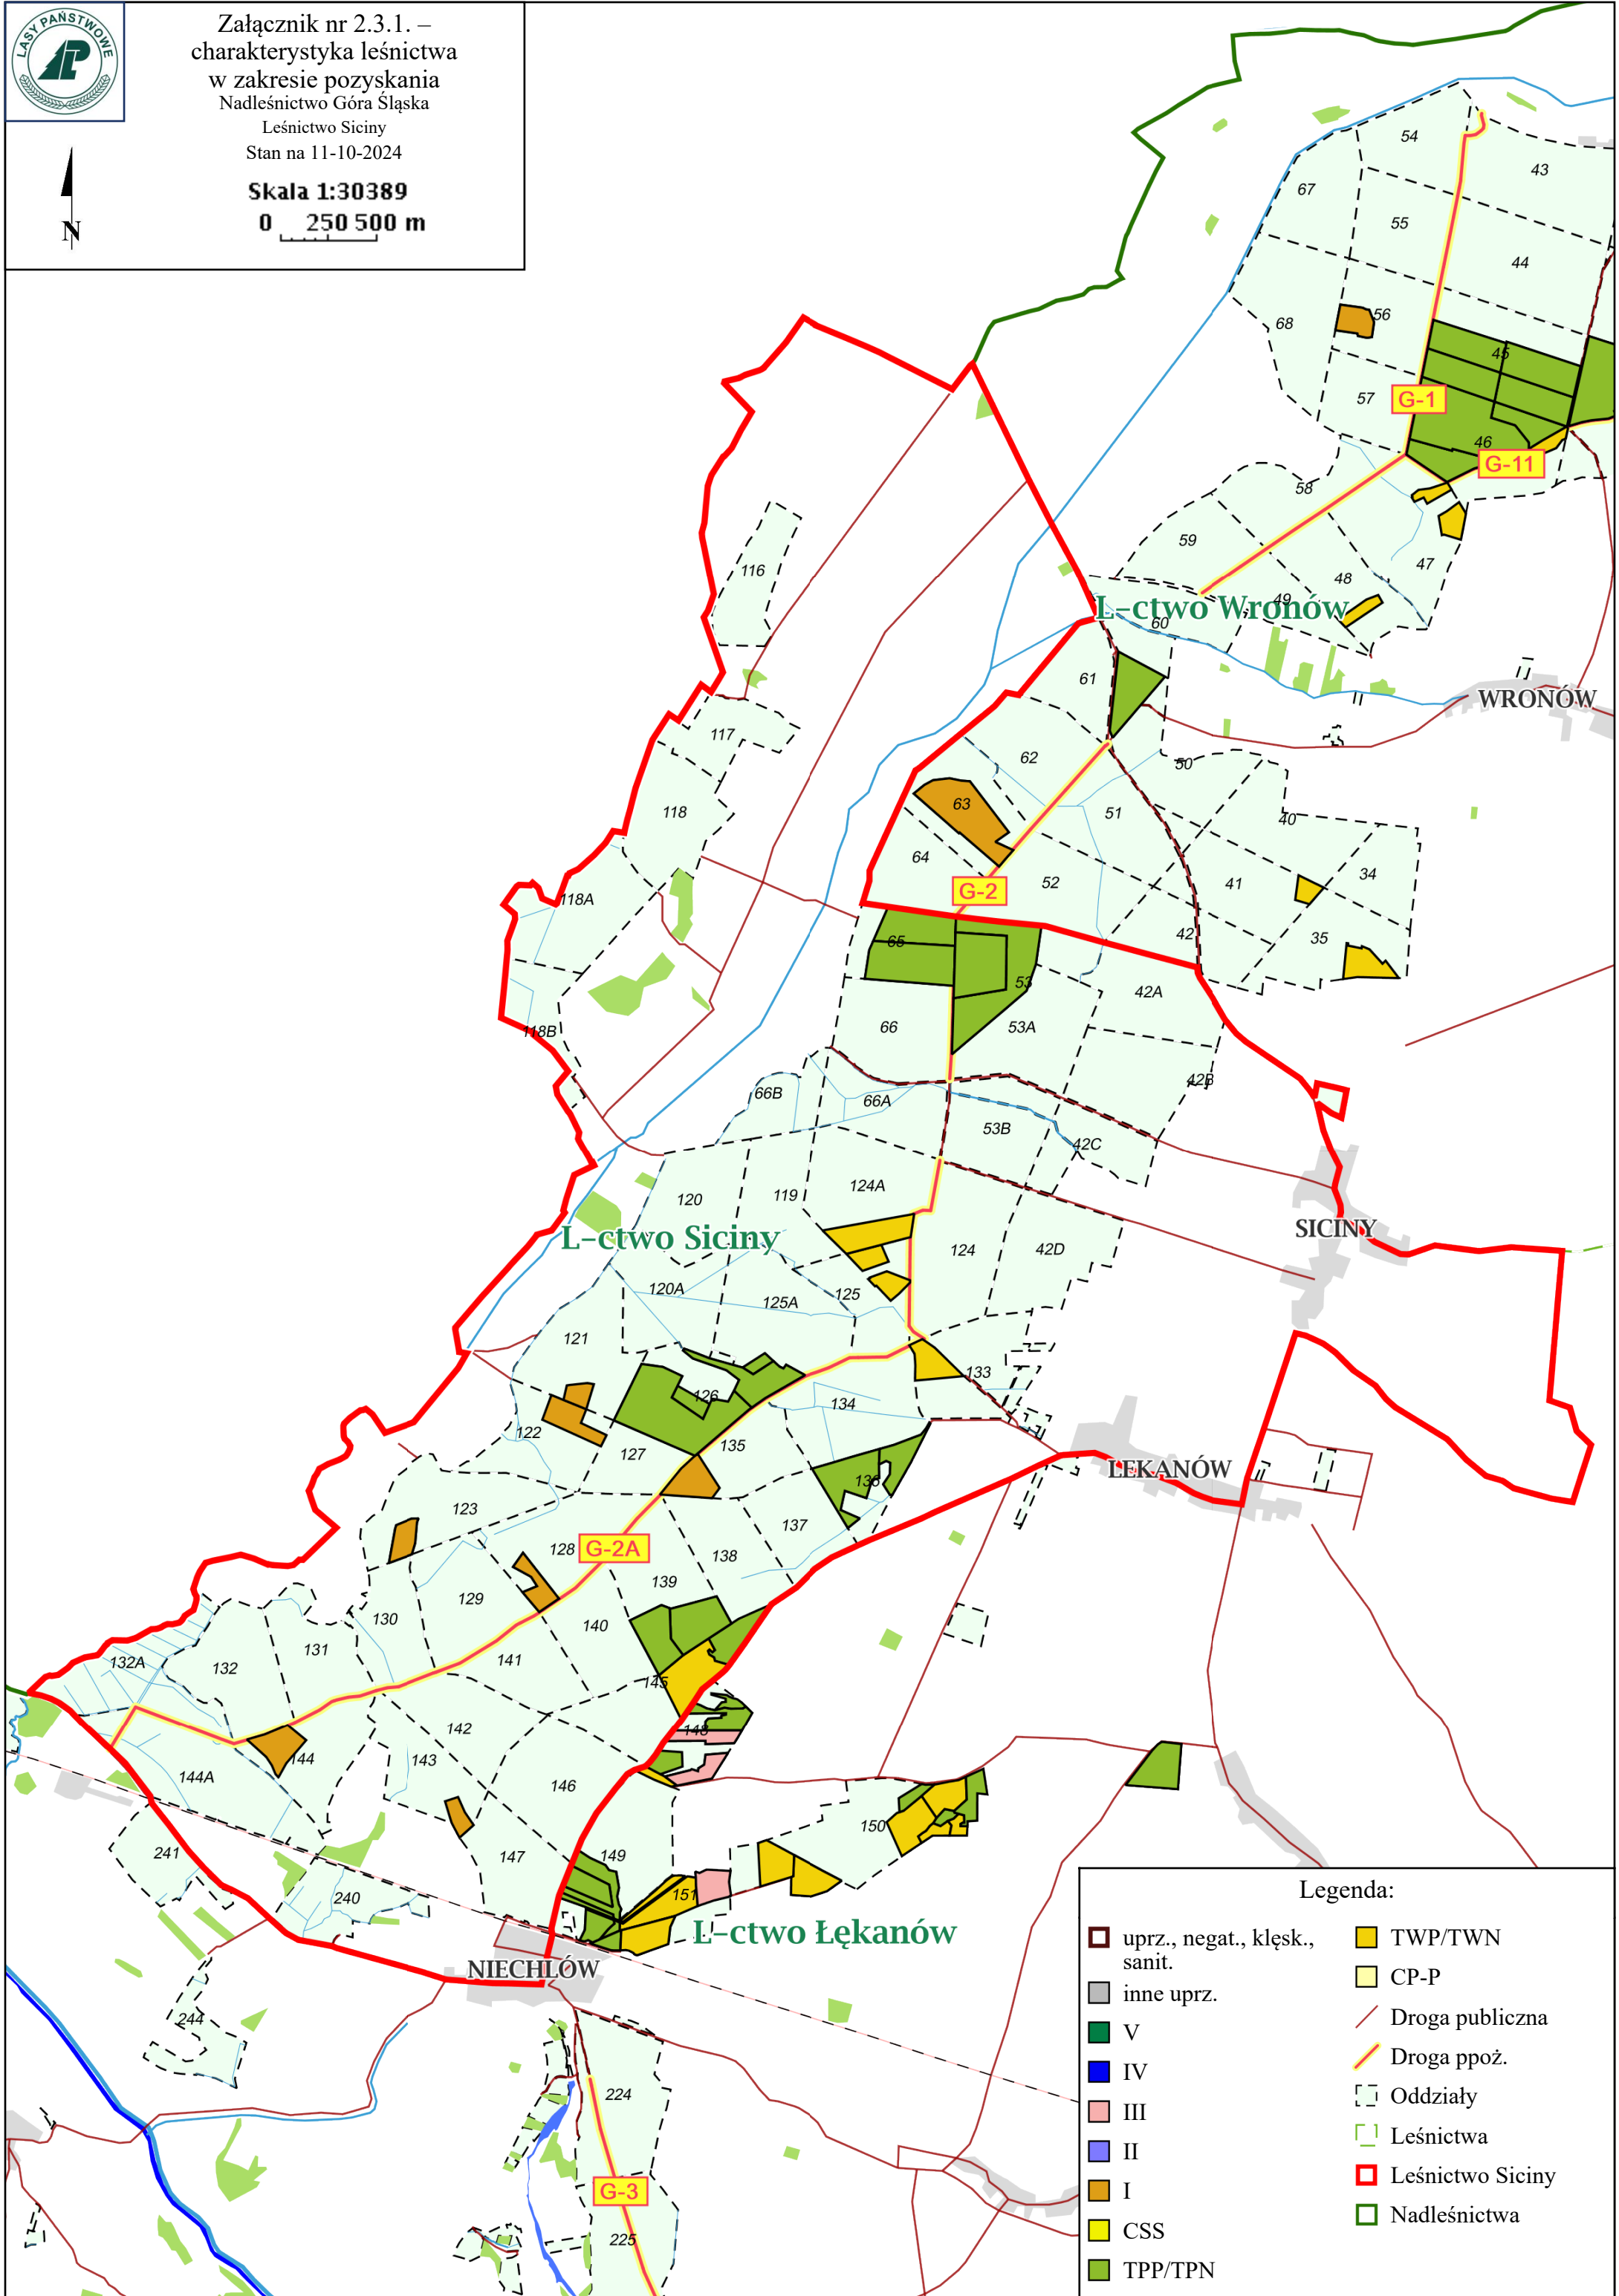 LASY PAŃSTWOWE
Załącznik nr 2.3.1. –
charakterystyka leśnictwa
w zakresie pozyskania
Nadleśnictwo Góra Śląska
Leśnictwo Siciny
Stan na 11-10-2024
Skala 1:30389
0 250 500 m
N
54
43
67
55
44
56
68
45
57
G-1
46
G-11
58
59
47
116
48
49
L-ctwo Wronów
60
61
WRONÓW
117
62
50
63
118
51
40
64
34
52
41
G-2
118A
42
35
65
53
42A
66
53A
118B
42B
66B
66A
53B
42C
124A
120
119
SICINY
L-ctwo Siciny
124
42D
120A
125
125A
121
133
126
134
122
127
135
ŁĘKANÓW
136
123
137
128
G-2A
138
139
129
130
140
131
141
132A
132
145
142
148
144
143
144A
146
150
241
147
149
151
240
L-ctwo Łękanów
NIECHLÓW
244
224
G-3
225
Legenda:
uprz., negat., klęsk.,
sanit.
inne uprz.
V
IV
III
II
I
CSS
TPP/TPN
TWP/TWN
CP-P
Droga publiczna
Droga ppoż.
Oddziały
Leśnictwa
Leśnictwo Siciny
Nadleśnictwa